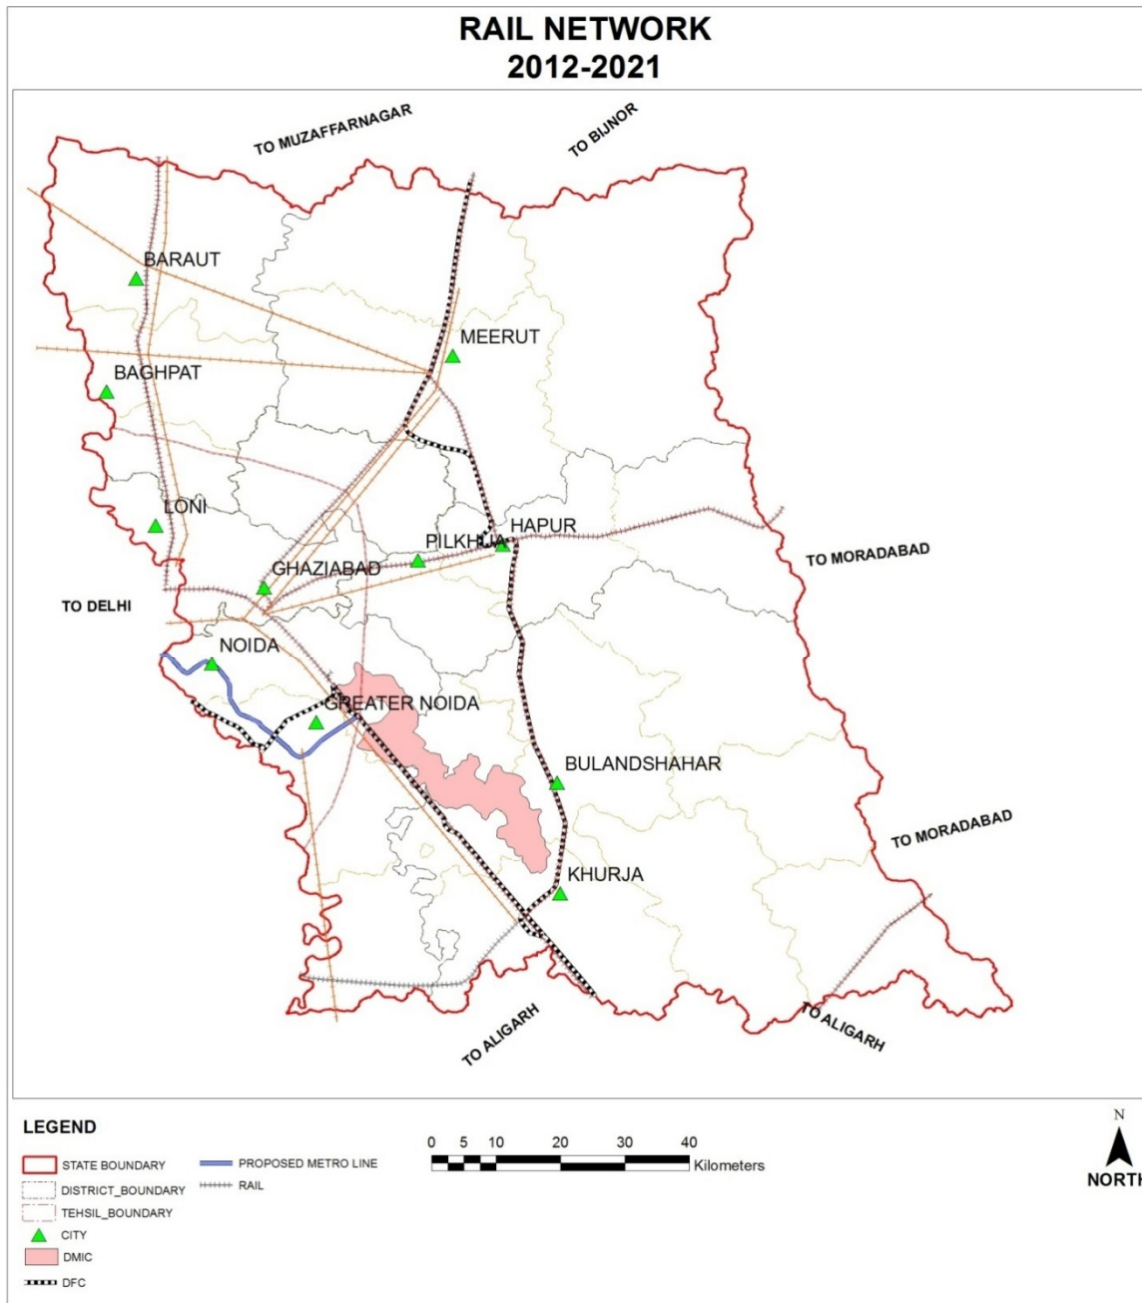 RAIL NETWORK
2012-2021
TO MUZAFFARNAGAR
TO BIJNOR
BARAUT
MEERUT
BAGHPAT
LONI
HAPUR
PILKHUA
GHAZIABAD
TO MORADABAD
TO DELHI
NOIDA
GREATER NOIDA
BULANDSHAHAR
TO MORADABAD
KHURJA
TO ALIGARH
TO ALIGARH
LEGEND
STATE BOUNDARY
DISTRICT_BOUNDARY
TEHSIL_BOUNDARY
CITY
DMIC
DFC
PROPOSED METRO LINE
RAIL
0 5 10 20 30 40
Kilometers
N
NORTH